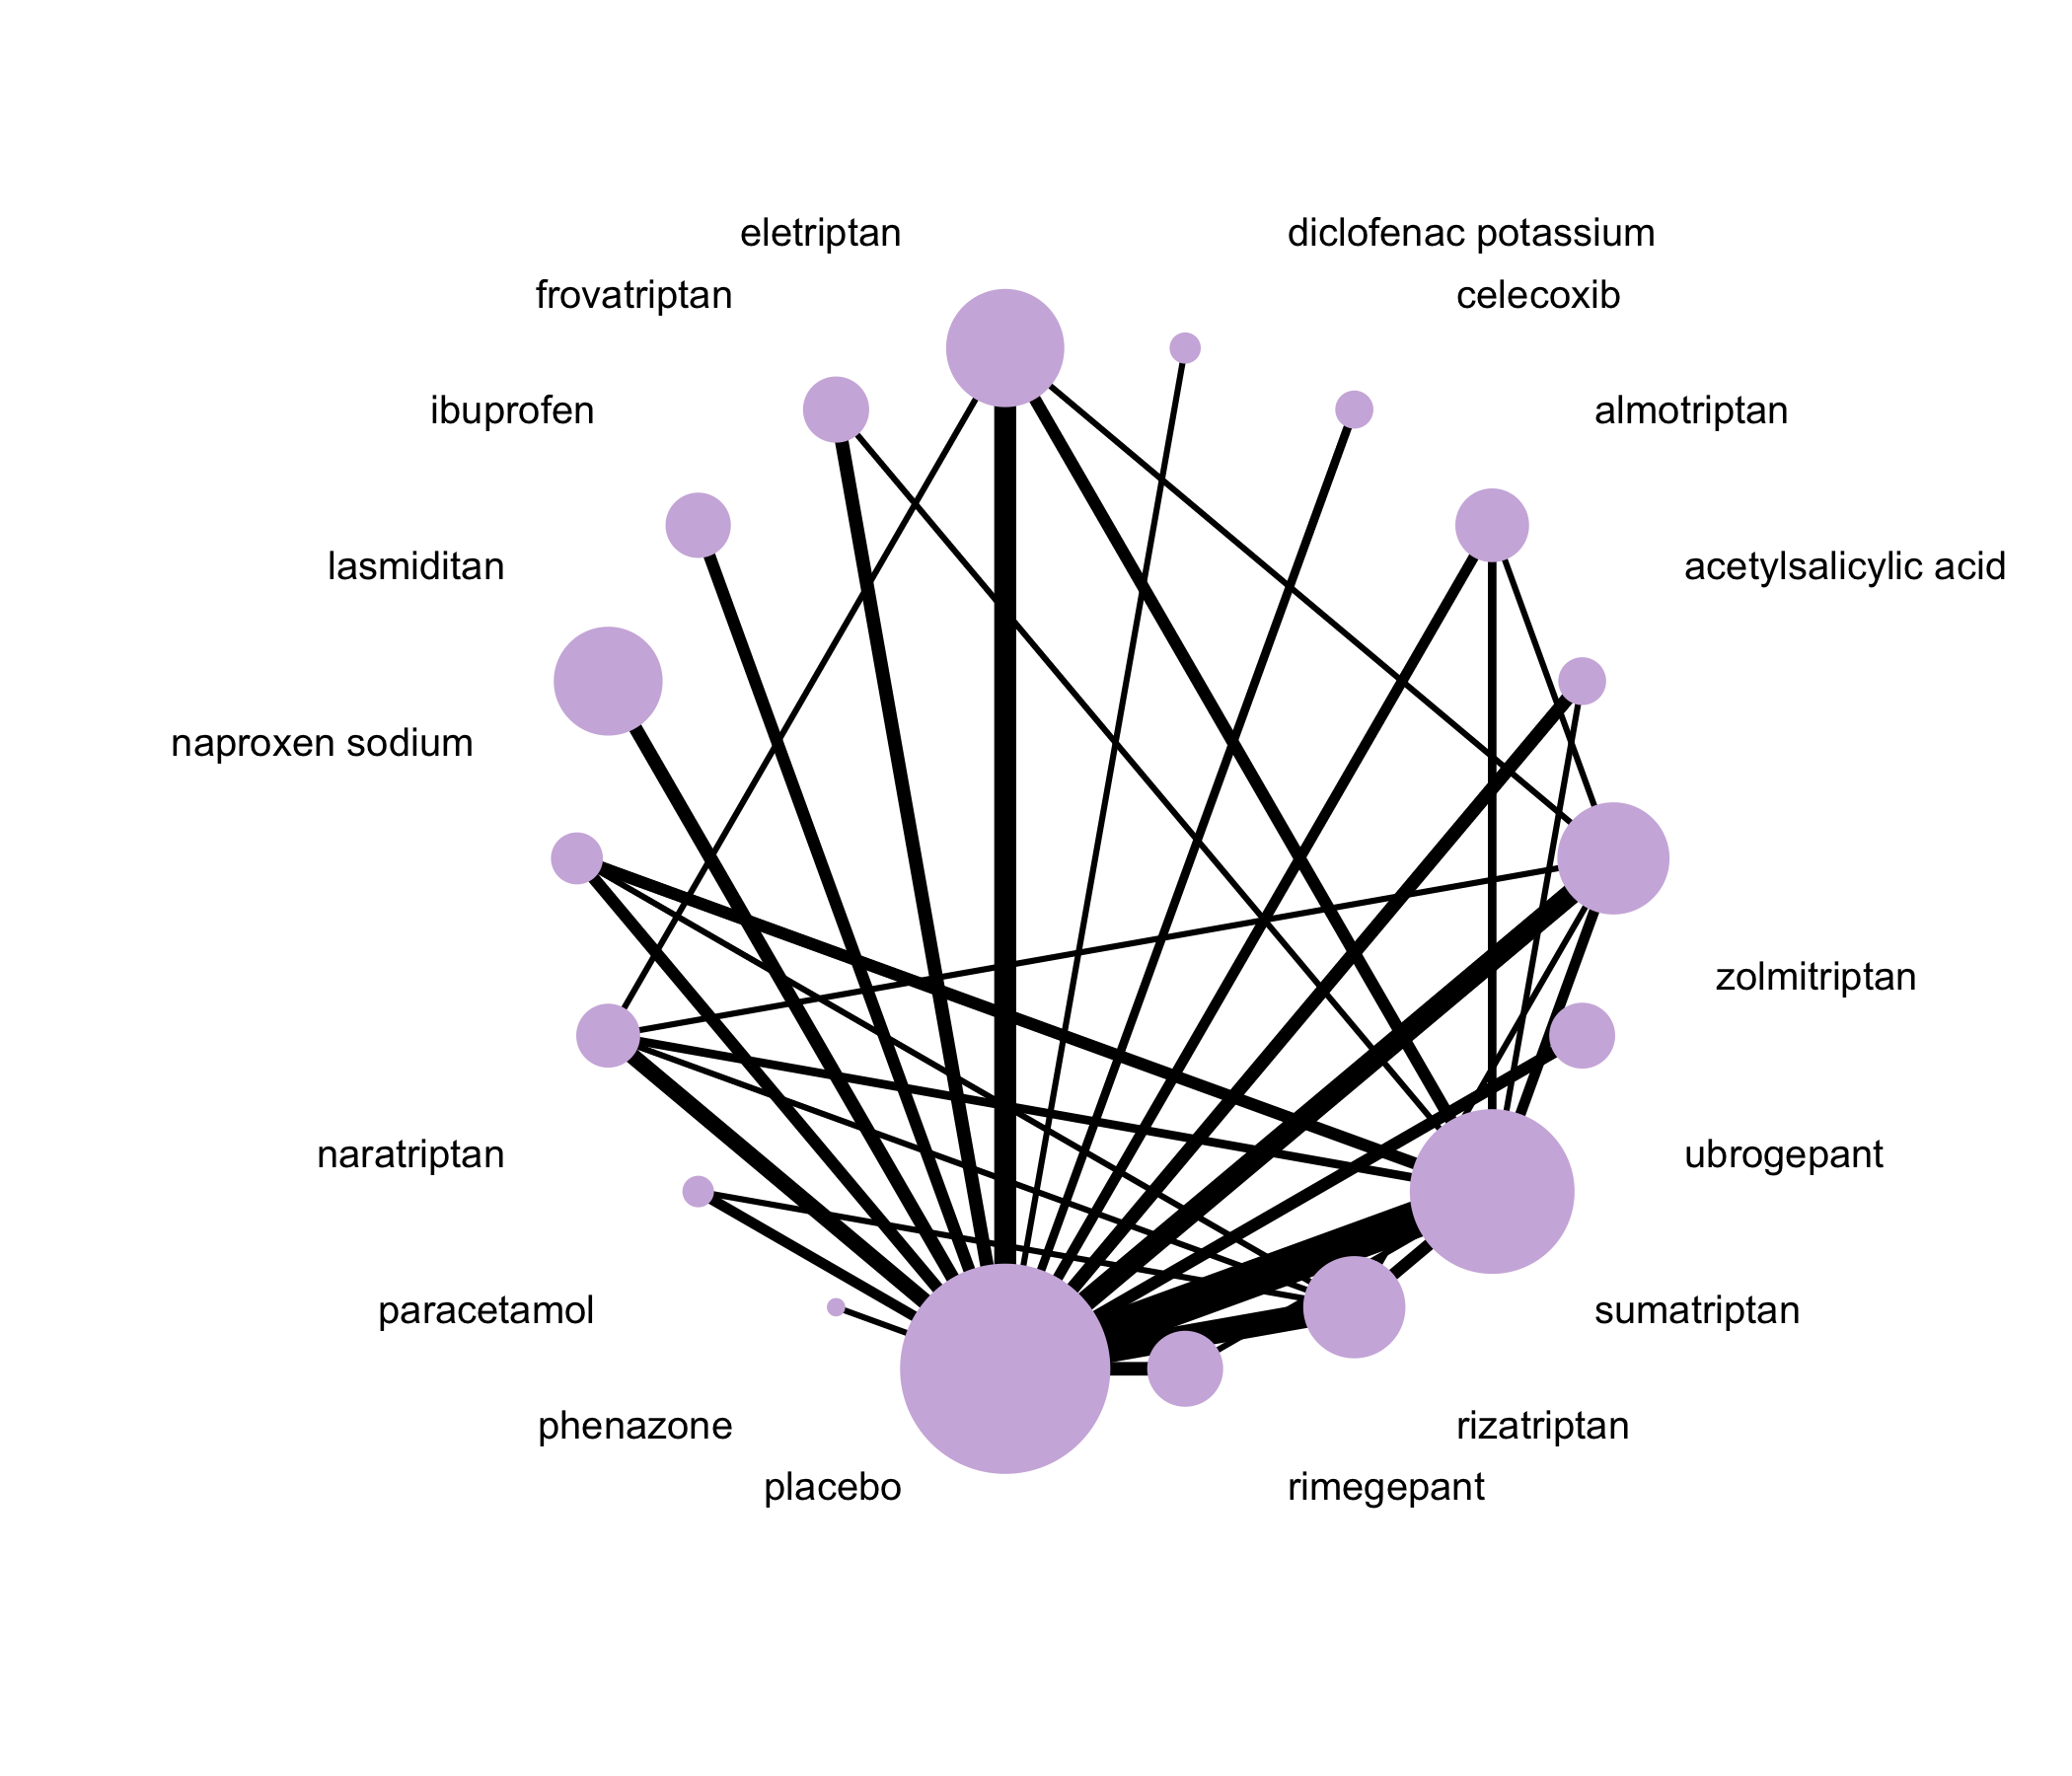 eletriptan
diclofenac potassium
frovatriptan
celecoxib
ibuprofen
almotriptan
lasmiditan
acetylsalicylic acid
naproxen sodium
zolmitriptan
naratriptan
ubrogepant
paracetamol
sumatriptan
phenazone
rizatriptan
placebo
rimegepant